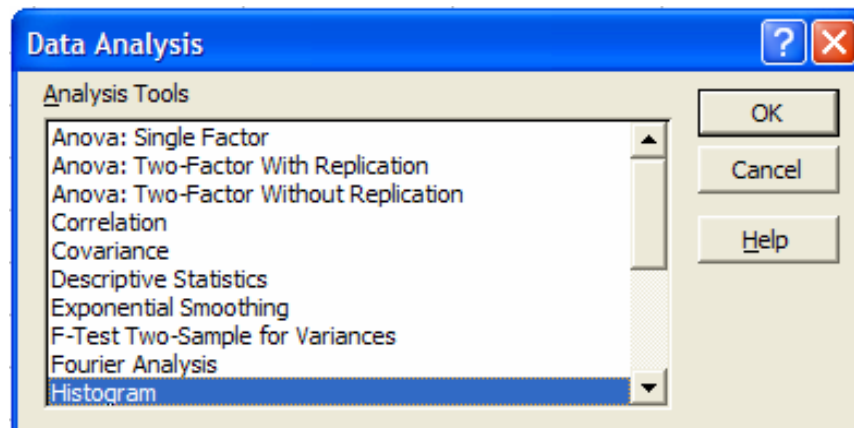 Data Analysis
?
Analysis Tools
Anova: Single Factor
Anova: Two-Factor With Replication
Anova: Two-Factor Without Replication
Correlation
Covariance
Descriptive Statistics
Exponential Smoothing
F-Test Two-Sample for Variances
Fourier Analysis
Histogram
OK
Cancel
Help